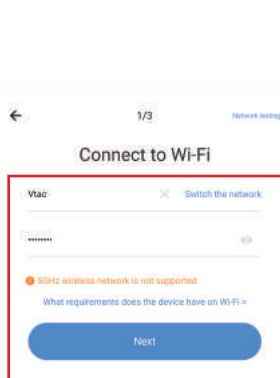 1/3
Network testing
Connect to Wi-Fi
Vtac
Switch the network
5GHz wireless network is not supported
What requirements does the device have on Wi-Fi >
Next